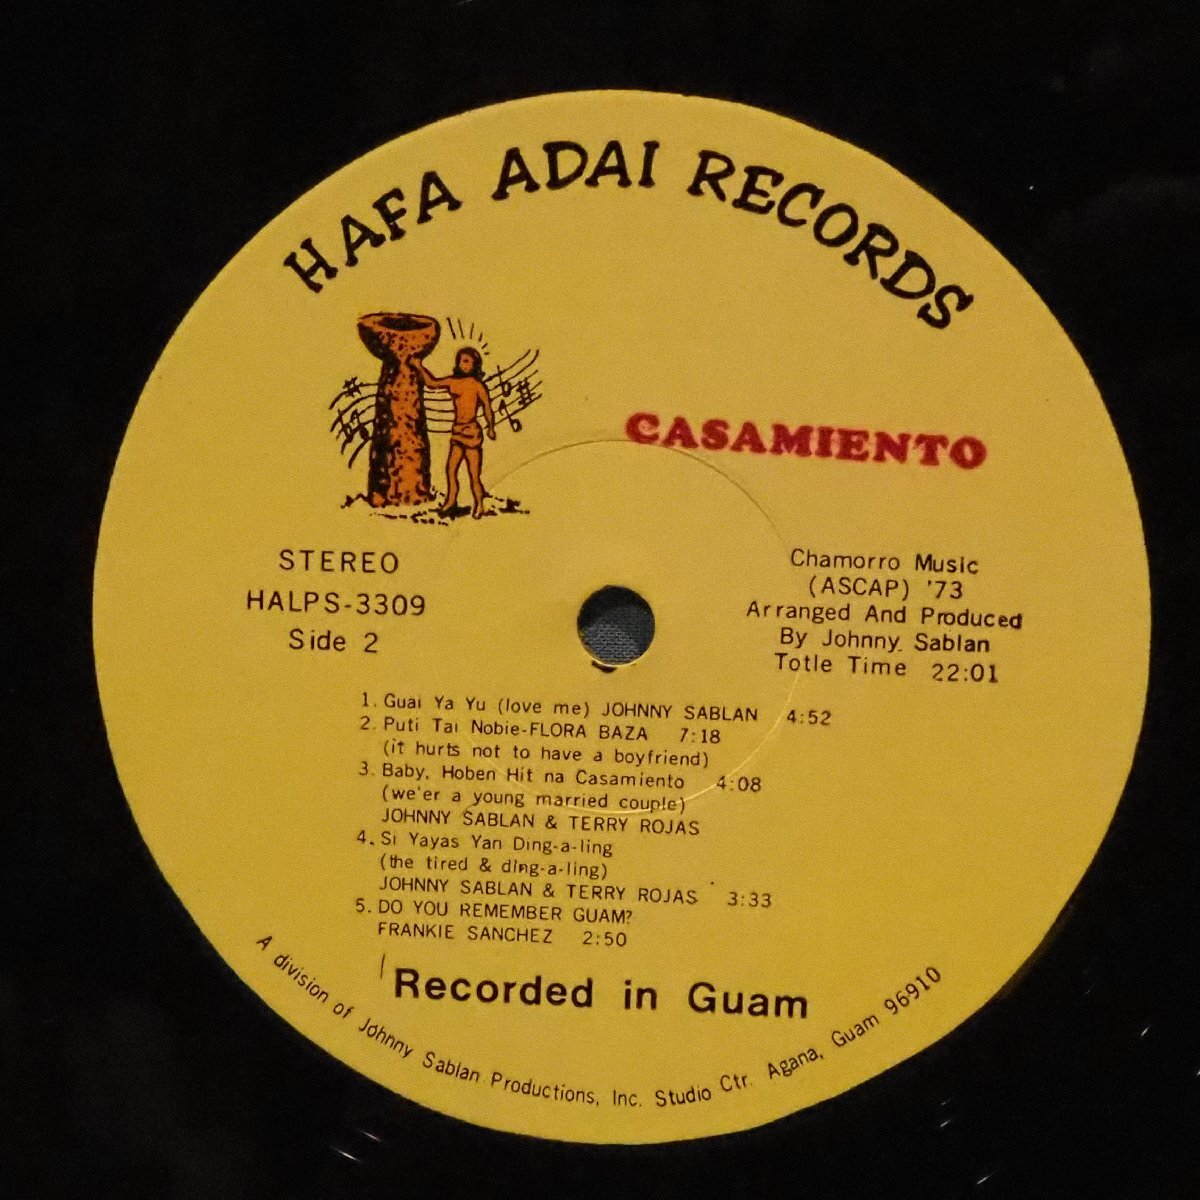 HAFA ADAI RECORDS
CASAMIENTO
STEREO
HALPS-3309
Side 2
Chamorro Music
(ASCAP) '73
Arranged And Produced
By Johnny Sablan
Totle Time 22:01
1. Guai Ya Yu (love me) JOHNNY SABLAN 4:52
2. Puti Tai Nobie-FLORA BAZA 7:18
(it hurts not to have a boyfriend)
3. Baby, Hoben Hit na Casamiento 4:08
(we'er a young married couple)
JOHNNY SABLAN & TERRY ROJAS
4. Si Yayas Yan Ding-a-ling
(the tired & ding-a-ling)
JOHNNY SABLAN & TERRY ROJAS 3:33
5. DO YOU REMEMBER GUAM?
FRANKIE SANCHEZ 2:50
Recorded in Guam
A division of Johnny Sablan Productions, Inc. Studio Ctr. Agana, Guam 96910